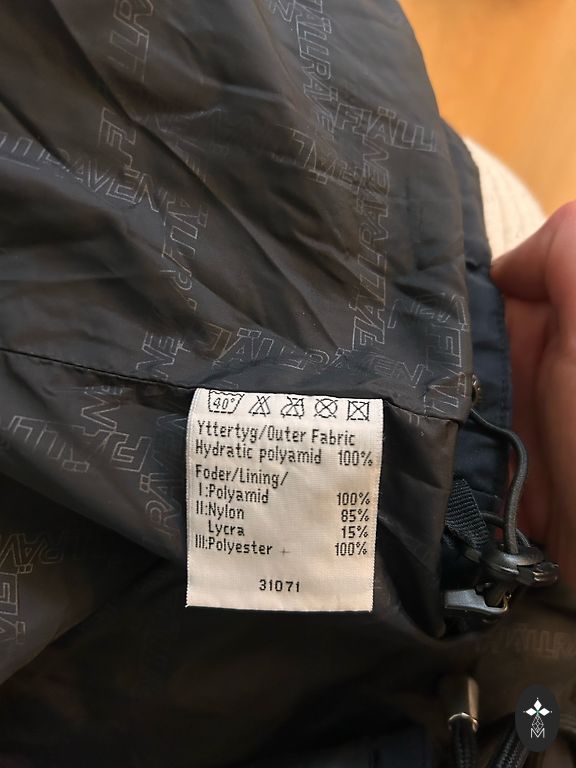 FJÄLLRÄVEN
40°
Yttertyg/Outer Fabric
Hydratic polyamid 100%
Foder/Lining/
I:Polyamid 100%
II:Nylon 85%
Lycra 15%
III:Polyester 100%
31071
M